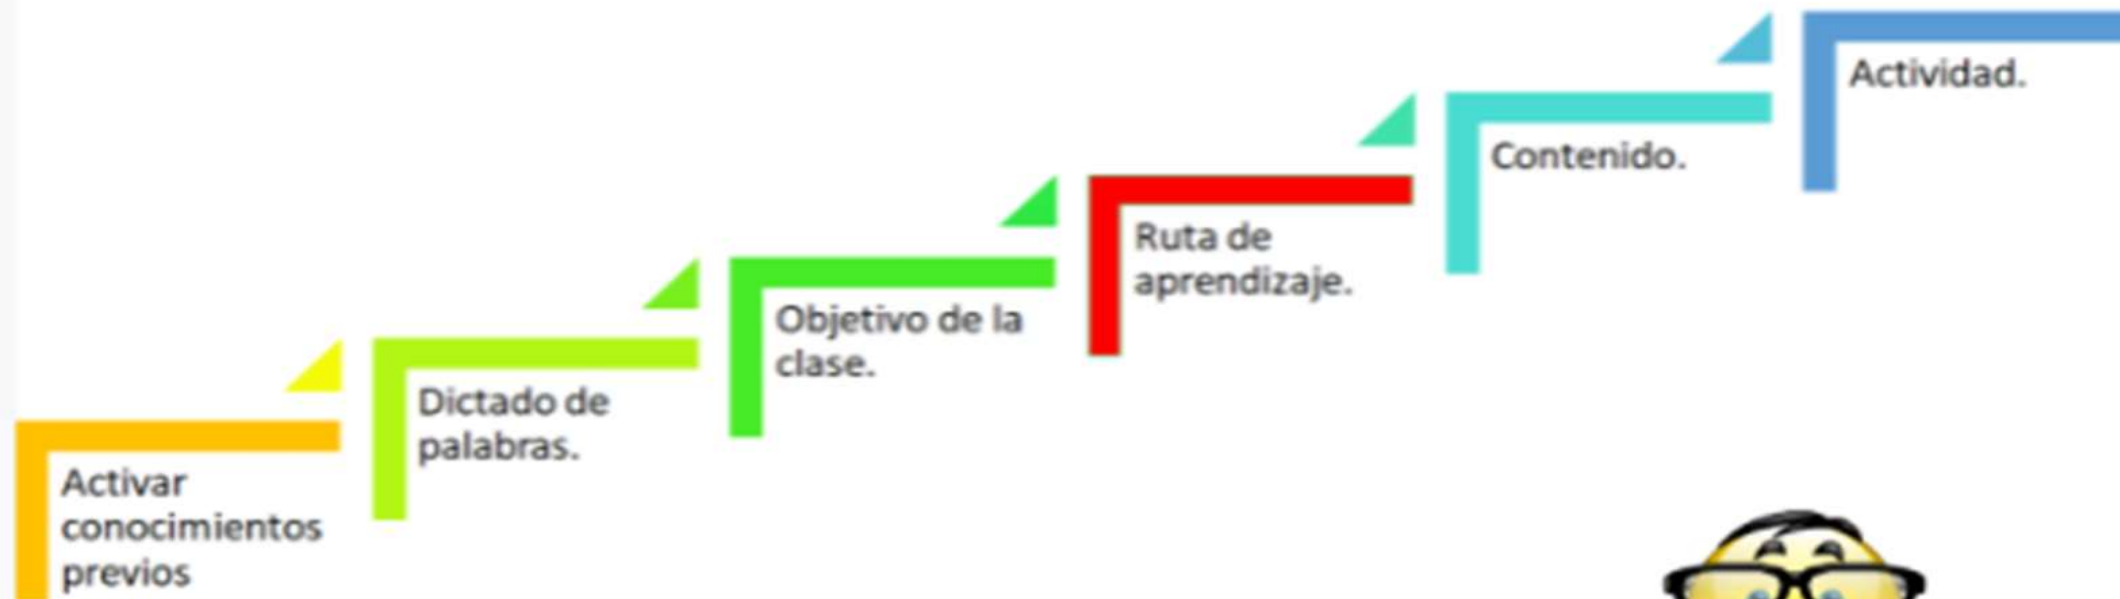 Activar
conocimientos
previos
Dictado de
palabras.
Objetivo de la
clase.
Ruta de
aprendizaje.
Contenido.
Actividad.